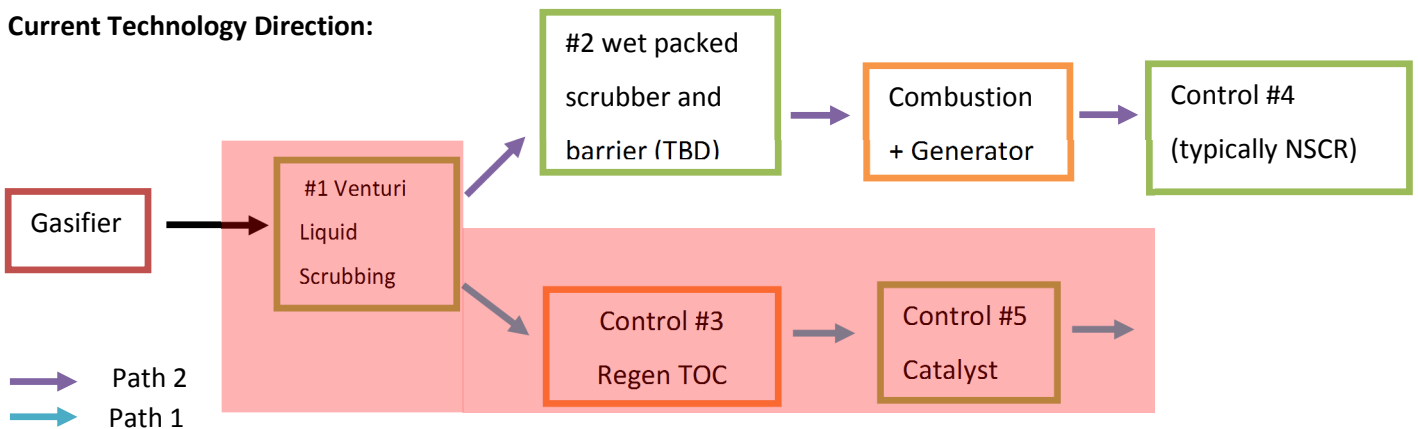 Current Technology Direction:
#2 wet packed
scrubber and
barrier (TBD)
Combustion
+ Generator
Control #4
(typically NSCR)
Gasifier
#1 Venturi
Liquid
Scrubbing
Control #3
Regen TOC
Control #5
Catalyst
Path 2
Path 1